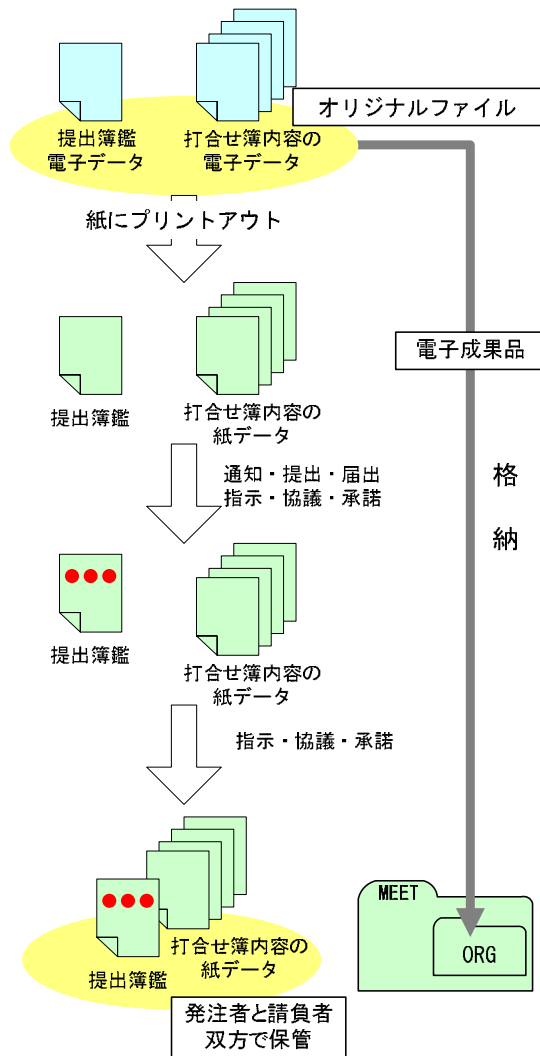 オリジナルファイル
提出簿鑑
電子データ
打合せ簿内容の
電子データ
紙にプリントアウト
電子成果品
提出簿鑑
打合せ簿内容の
紙データ
通知・提出・届出
指示・協議・承諾
格
納
提出簿鑑
打合せ簿内容の
紙データ
指示・協議・承諾
MEET
ORG
打合せ簿内容の
紙データ
提出簿鑑
発注者と請負者
双方で保管